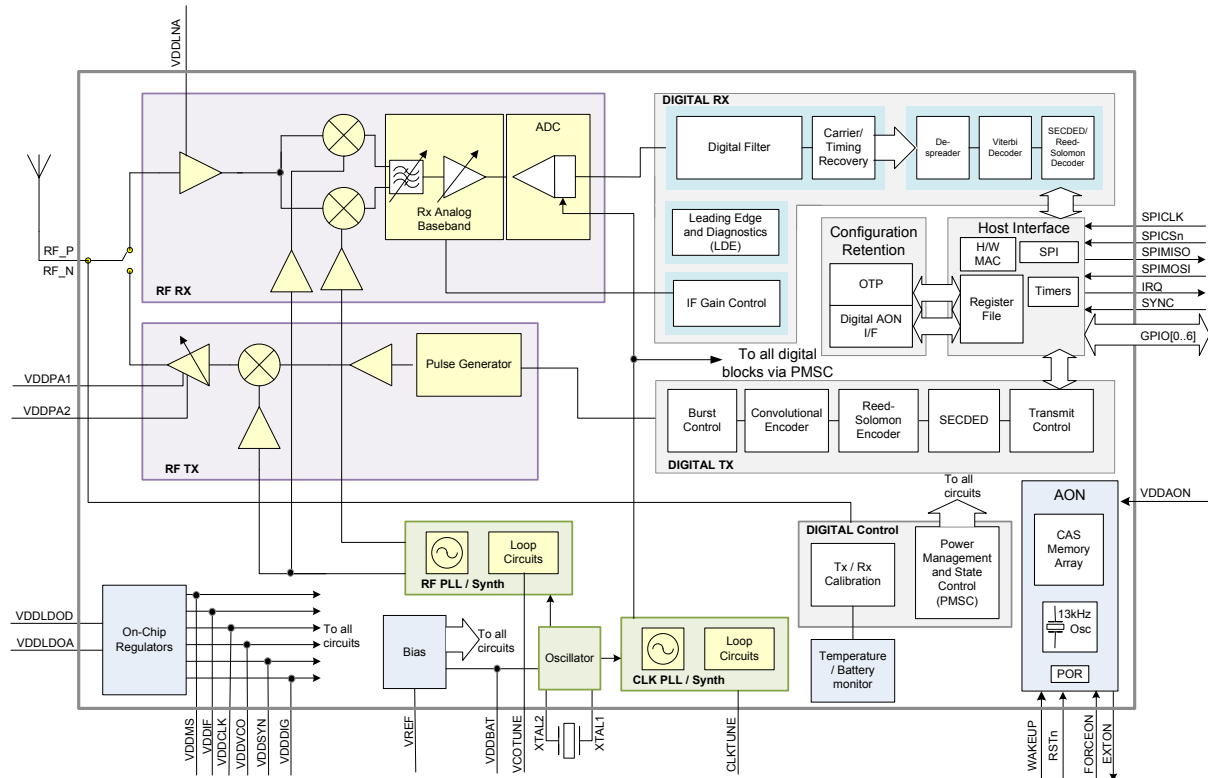 VDDLNA
DIGITAL RX
ADC
Digital Filter
Carrier/
Timing
Recovery
De-
spreader
Viterbi
Decoder
SECDED/
Reed-
Solomon
Decoder
Rx Analog
Baseband
Leading Edge
and Diagnostics
(LDE)
Configuration
Retention
Host Interface
H/W
MAC
SPI
SPICLK
SPICSn
SPIMISO
SPIMOSI
IRQ
SYNC
GPIO[0..6]
RF_P
RF_N
RF RX
IF Gain Control
OTP
Digital AON
I/F
Register
File
Timers
To all digital
blocks via PMSC
VDDPA1
VDDPA2
Pulse Generator
RF TX
Burst
Control
Convolutional
Encoder
Reed-
Solomon
Encoder
SECDED
Transmit
Control
DIGITAL TX
To all
circuits
AON
VDDAON
CAS
Memory
Array
13kHz
Osc
POR
DIGITAL Control
Tx / Rx
Calibration
Power
Management
and State
Control
(PMSC)
Temperature
/ Battery
monitor
Loop
Circuits
RF PLL / Synth
VDDLDOD
VDDLDOA
On-Chip
Regulators
To all
circuits
Bias
To all
circuits
Oscillator
Loop
Circuits
CLK PLL / Synth
VDDMS
VDDIF
VDDCLK
VDDVCO
VDDSYN
VDDDIG
VREF
VDDBAT
VCOTUNE
XTAL2
XTAL1
CLKTUNE
WAKEUP
RSTn
FORCEON
EXTON